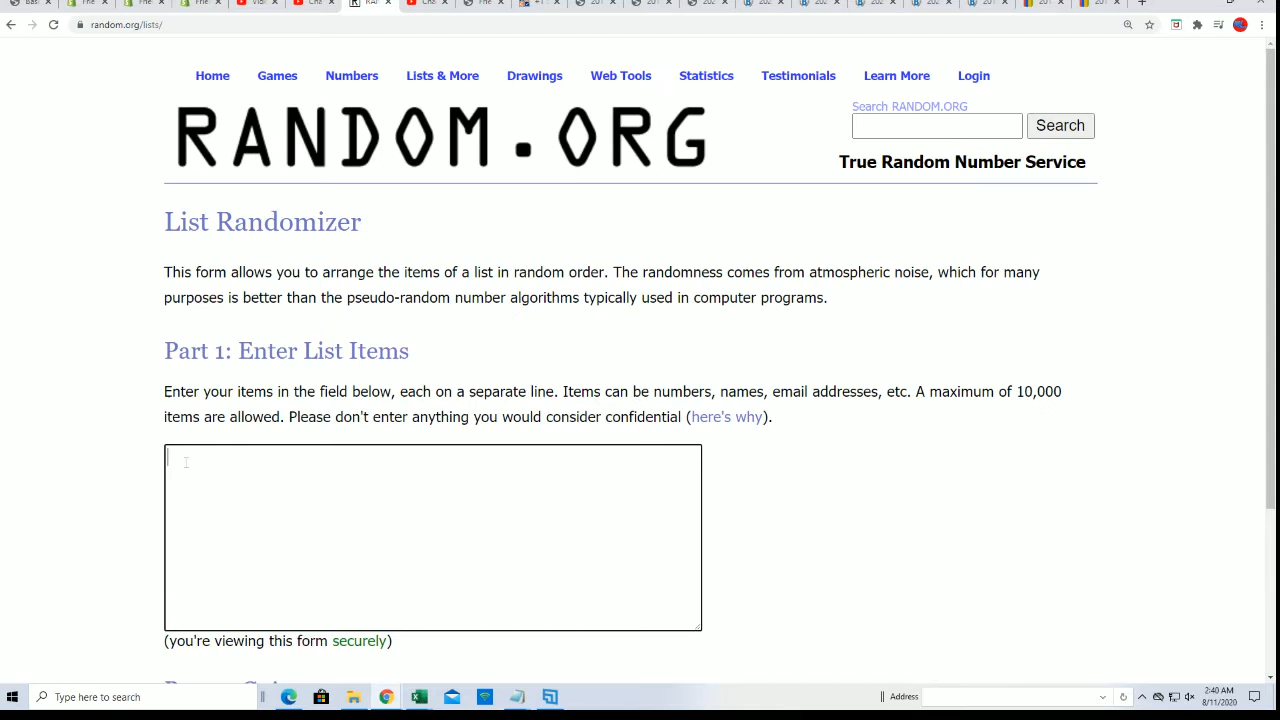 random.org/lists/
Home Games Numbers Lists & More Drawings Web Tools Statistics Testimonials Learn More Login
RANDOM.ORG
Search RANDOM.ORG
Search
True Random Number Service
List Randomizer
This form allows you to arrange the items of a list in random order. The randomness comes from atmospheric noise, which for many
purposes is better than the pseudo-random number algorithms typically used in computer programs.
Part 1: Enter List Items
Enter your items in the field below, each on a separate line. Items can be numbers, names, email addresses, etc. A maximum of 10,000
items are allowed. Please don't enter anything you would consider confidential (here's why).
(you're viewing this form securely)
Type here to search
Address
2:40 AM
8/11/2020